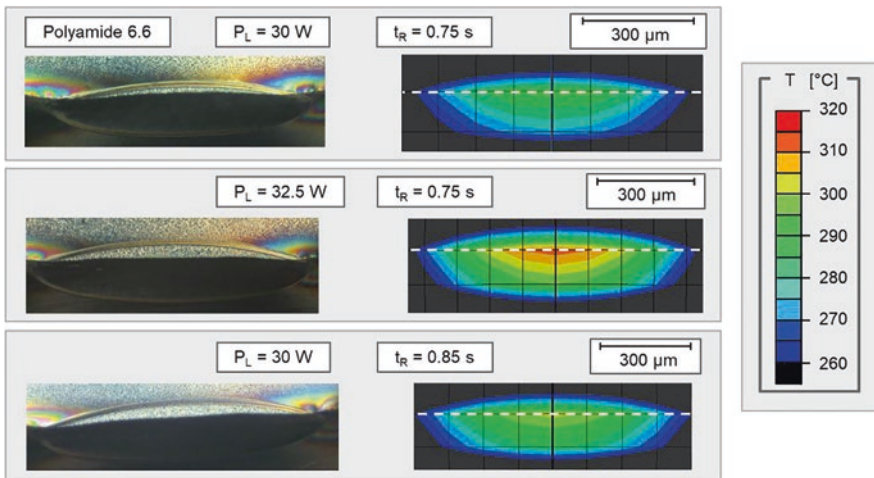 Polyamide 6.6 P_L = 30 W t_R = 0.75 s 300 µm
P_L = 32.5 W t_R = 0.75 s 300 µm
P_L = 30 W t_R = 0.85 s 300 µm
T [°C]
320
310
300
290
280
270
260